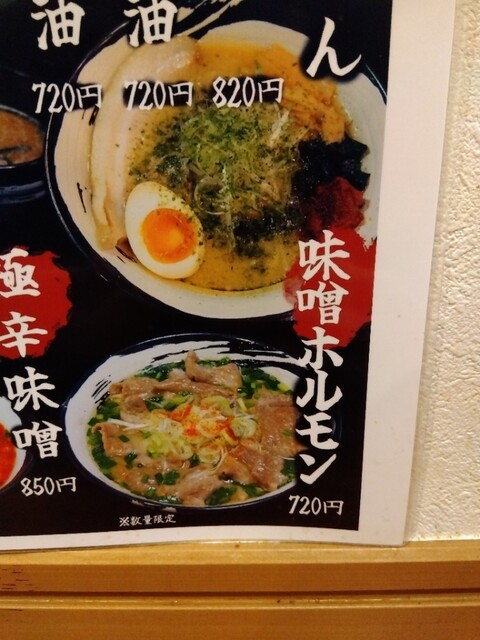 ん
油
油
820円
720円
720円
味噌ホルモン
720円
極辛味噌
850円
※数量限定